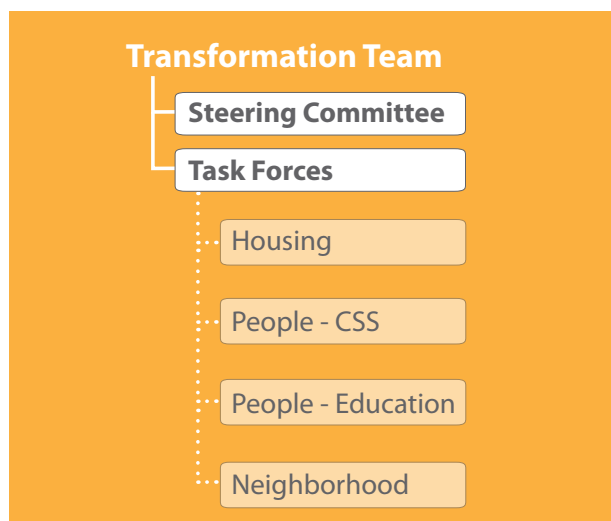 Transformation Team
Steering Committee
Task Forces
Housing
People - CSS
People - Education
Neighborhood